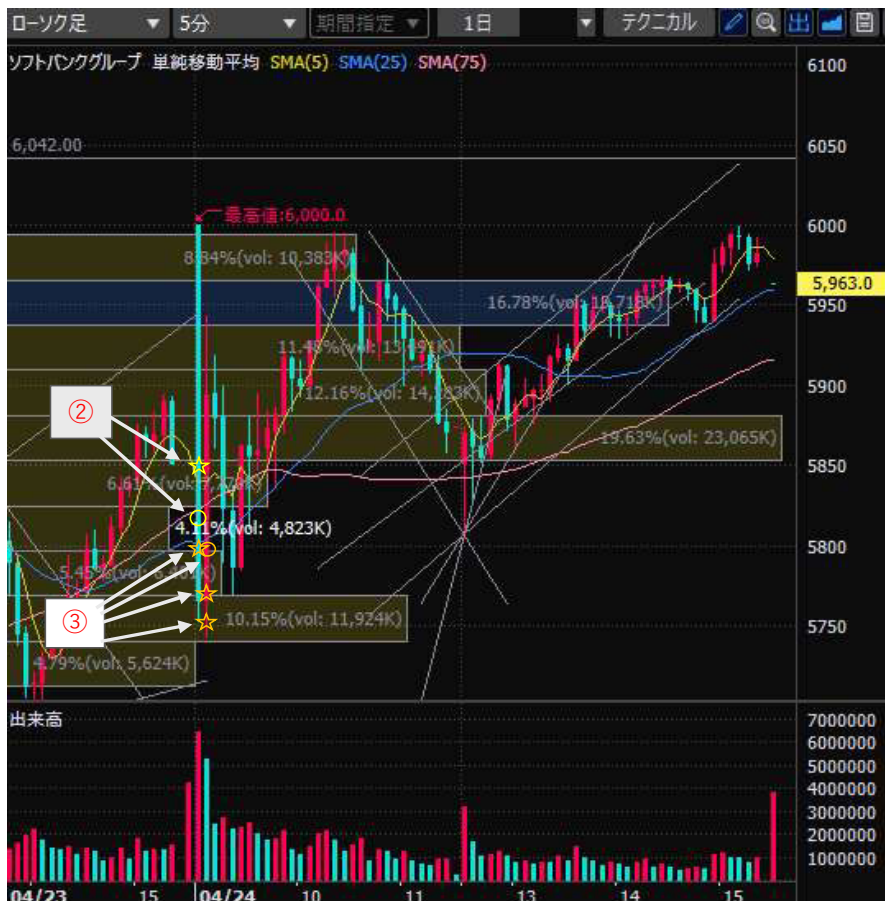 ローソク足 ▼ 5分 ▼ 期間指定 ▼ 1日 ▼ テクニカル
ソフトバンクグループ 単純移動平均 SMA(5) SMA(25) SMA(75)
6100
6,042.00
6050
最高値:6,000.0
6000
8.84%(vol: 10,383K)
5,963.0
16.78%(vol: 19,718K)
5950
11.48%(vol: 13,491K)
5900
12.16%(vol: 14,283K)
②
19.63%(vol: 23,065K)
5850
4.11%(vol: 4,823K)
5800
③
10.15%(vol: 11,924K)
5750
4.79%(vol: 5,624K)
出来高
7000000
6000000
5000000
4000000
3000000
2000000
1000000
04/23 15 04/24 10 11 13 14 15